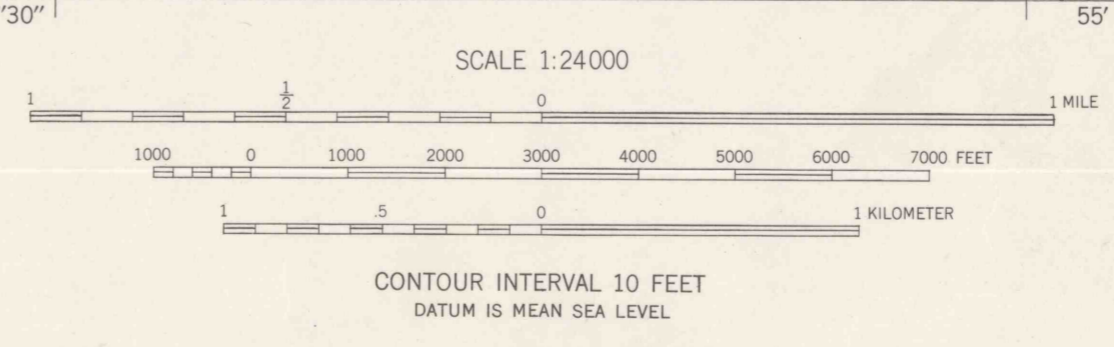 '30" 55'
SCALE 1:24000
1 1/2 0 1 MILE
1000 0 1000 2000 3000 4000 5000 6000 7000 FEET
1 .5 0 1 KILOMETER
CONTOUR INTERVAL 10 FEET
DATUM IS MEAN SEA LEVEL